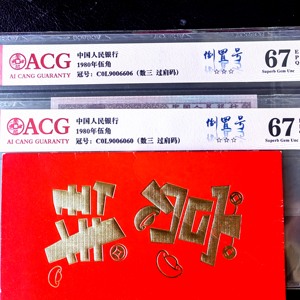 ACG
AI CANG GUARANTY
中国人民银行
1980年伍角
冠号：C0L9006606（数三 过肩码）
倒置号
☆☆☆
67
Superb Gem Unc
E
P
Q
ACG
AI CANG GUARANTY
中国人民银行
1980年伍角
冠号：C0L9006060（数三 过肩码）
倒置号
☆☆☆
67
Superb Gem Unc